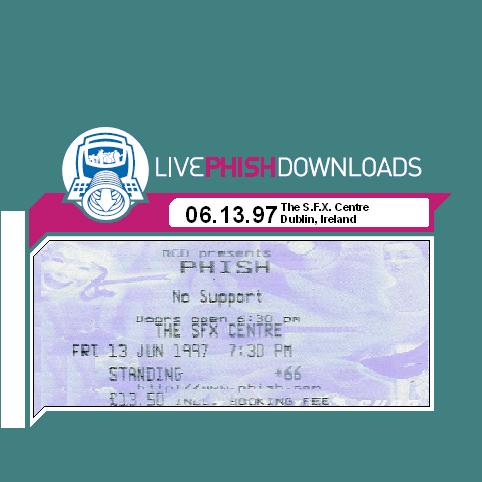 LIVEPHISHDOWNLOADS
06.13.97 The S.F.X. Centre
Dublin, Ireland
MCD presents
PHISH
No Support
Doors open 6:30 pm
THE SFX CENTRE
FRI 13 JUN 1997 7:30 PM
STANDING #66
http://www.phish.com
£13.50 INCL. BOOKING FEE